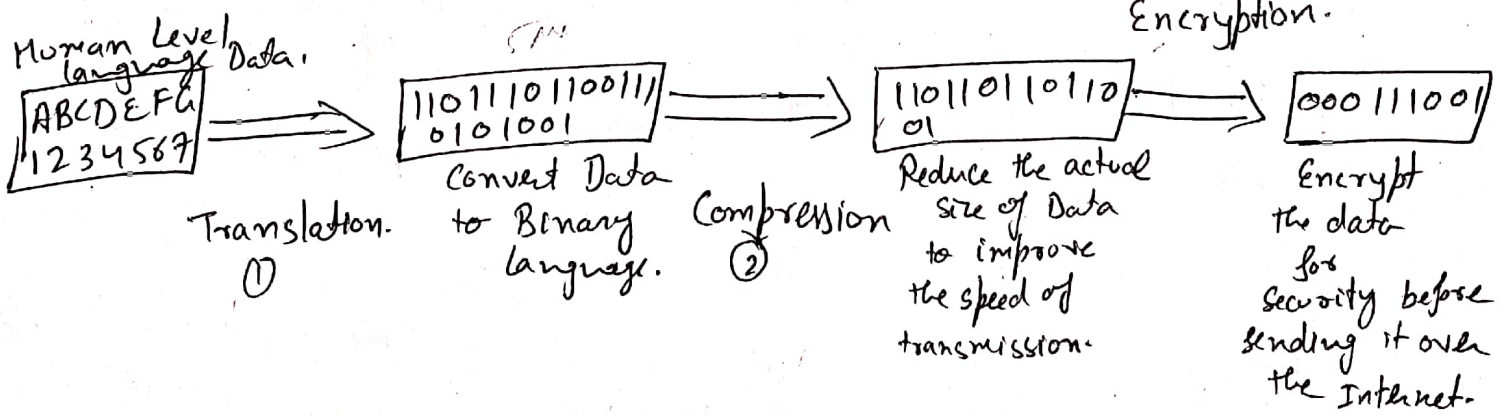 Human Level
language Data.
ABCDEFG
1234567
Translation.
①
11011101100111
0101001
Convert Data
to Binary
language.
Compression
②
110110110110
01
Reduce the actual
size of Data
to improve
the speed of
transmission.
Encryption.
000111001
Encrypt
the data
for
security before
sending it over
the Internet.